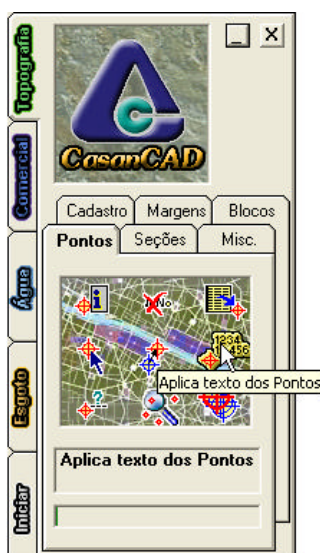 Topografia
Comercial
Água
Esgoto
Iniciar
CasanCAD
Cadastro
Margens
Blocos
Pontos
Seções
Misc.
Aplica texto dos Pontos
Aplica texto dos Pontos